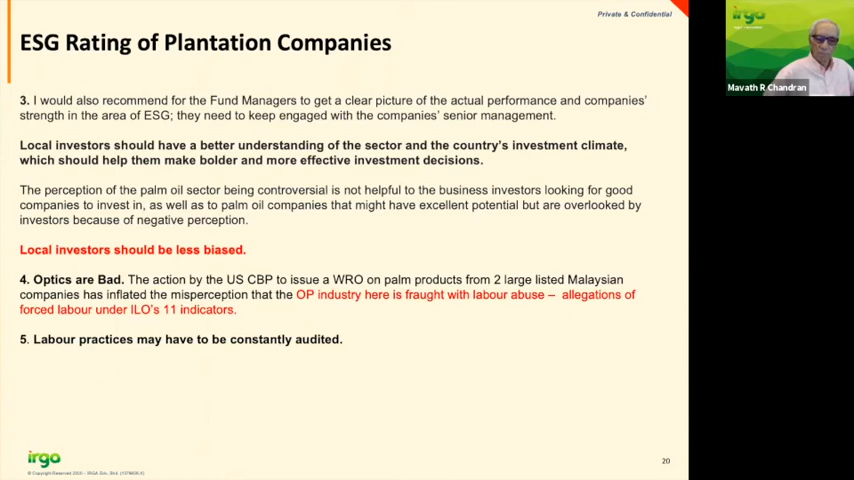 Private & Confidential
ESG Rating of Plantation Companies
3. I would also recommend for the Fund Managers to get a clear picture of the actual performance and companies'
strength in the area of ESG; they need to keep engaged with the companies' senior management.
Local investors should have a better understanding of the sector and the country's investment climate,
which should help them make bolder and more effective investment decisions.
The perception of the palm oil sector being controversial is not helpful to the business investors looking for good
companies to invest in, as well as to palm oil companies that might have excellent potential but are overlooked by
investors because of negative perception.
Local investors should be less biased.
4. Optics are Bad. The action by the US CBP to issue a WRO on palm products from 2 large listed Malaysian
companies has inflated the misperception that the OP industry here is fraught with labour abuse – allegations of
forced labour under ILO's 11 indicators.
5. Labour practices may have to be constantly audited.
irgo
20
irgo
Mavath R Chandran